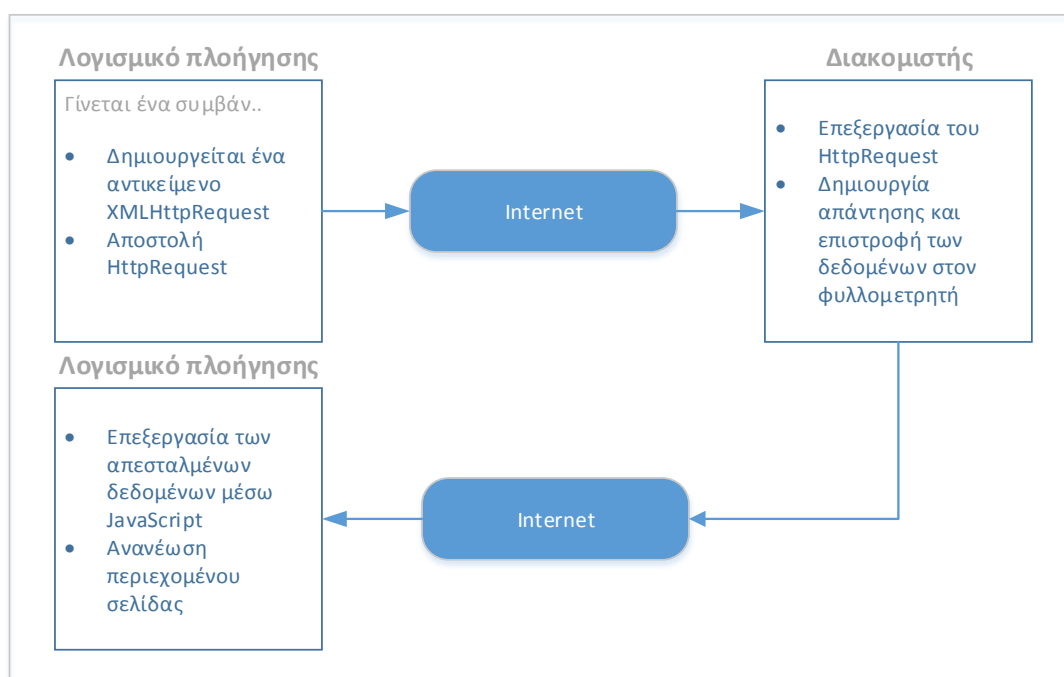 Λογισμικό πλοήγησης
Γίνεται ένα συμβάν..
• Δημιουργείται ένα
αντικείμενο
XMLHttpRequest
• Αποστολή
HttpRequest
Internet
Διακομιστής
• Επεξεργασία του
HttpRequest
• Δημιουργία
απάντησης και
επιστροφή των
δεδομένων στον
φυλλομετρητή
Λογισμικό πλοήγησης
• Επεξεργασία των
απεσταλμένων
δεδομένων μέσω
JavaScript
• Ανανέωση
περιεχομένου
σελίδας
Internet